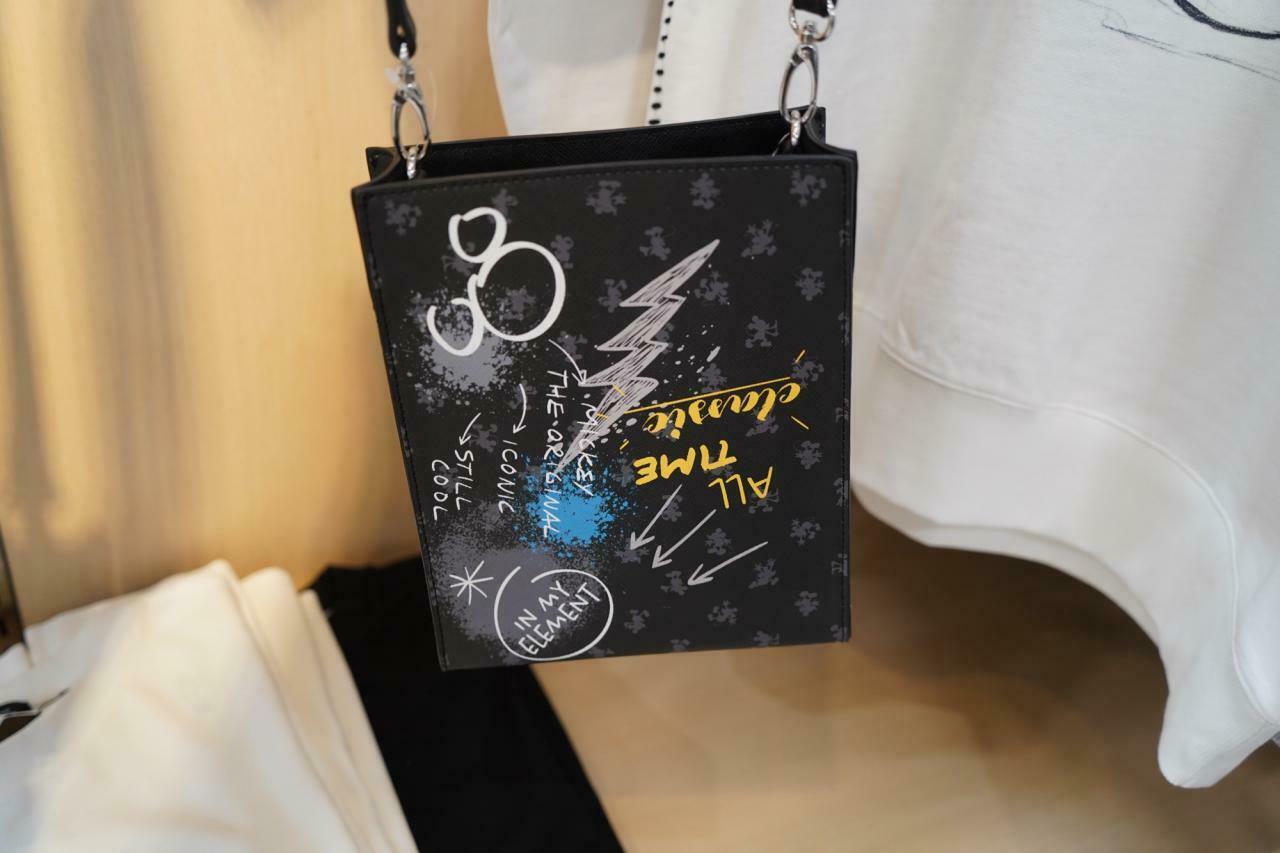 MICKEY
THE·ORIGINAL
ICONIC
STILL
COOL
ALL
TIME
classic
IN MY
ELEMENT